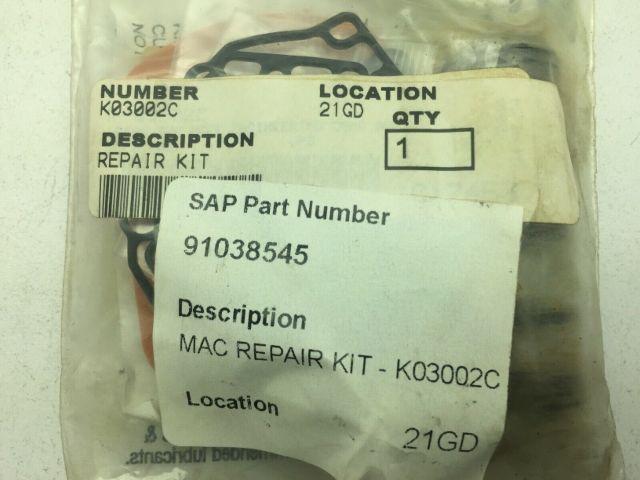 NUMBER
K03002C
LOCATION
21GD
QTY
1
DESCRIPTION
REPAIR KIT
SAP Part Number
91038545
Description
MAC REPAIR KIT - K03002C
Location
21GD
lubricants.